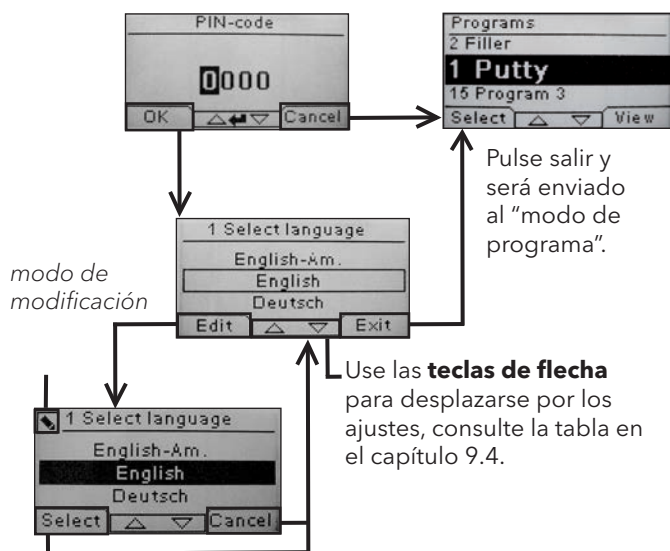 PIN-code
0000
OK
Cancel
Programs
2 Filler
1 Putty
15 Program 3
Select
View
Pulse salir y
será enviado
al “modo de
programa”.
1 Select language
English-Am.
English
Deutsch
Edit
Exit
modo de
modificación
Use las teclas de flecha
para desplazarse por los
ajustes, consulte la tabla en
el capítulo 9.4.
1 Select language
English-Am.
English
Deutsch
Select
Cancel